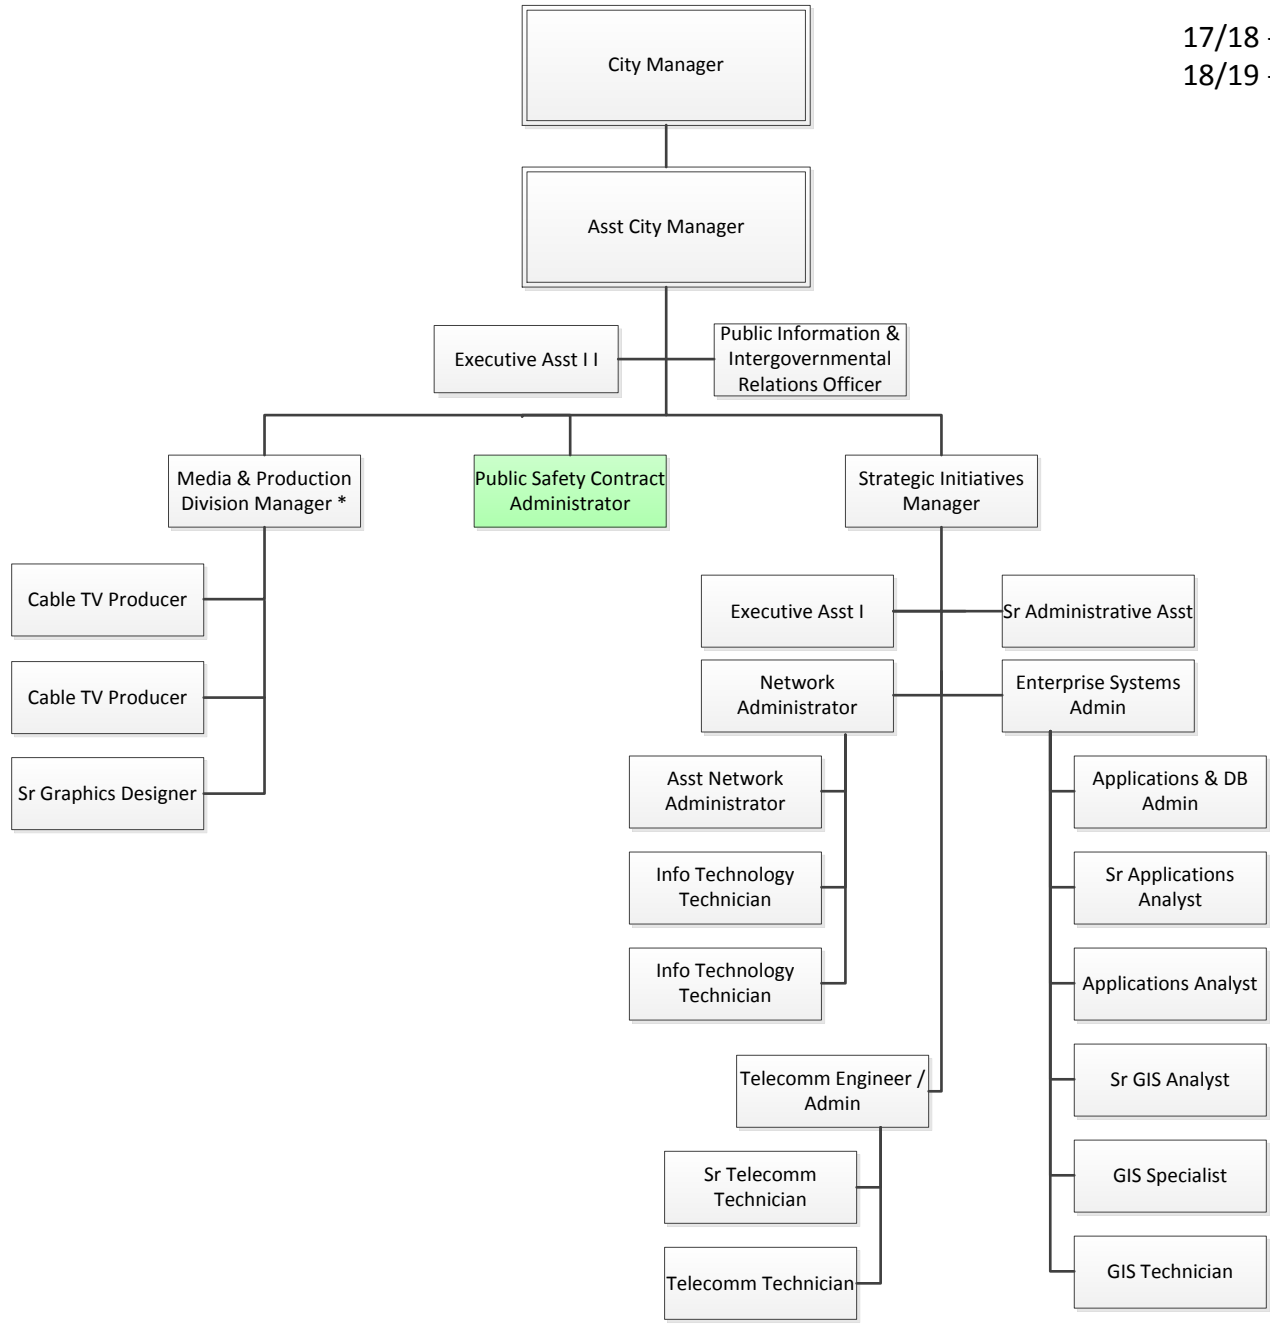 17/18 -
18/19 -
City Manager
Asst City Manager
Executive Asst I I
Public Information &
Intergovernmental
Relations Officer
Media & Production
Division Manager *
Public Safety Contract
Administrator
Strategic Initiatives
Manager
Cable TV Producer
Cable TV Producer
Sr Graphics Designer
Executive Asst I
Sr Administrative Asst
Network
Administrator
Enterprise Systems
Admin
Asst Network
Administrator
Info Technology
Technician
Info Technology
Technician
Applications & DB
Admin
Sr Applications
Analyst
Applications Analyst
Sr GIS Analyst
GIS Specialist
GIS Technician
Telecomm Engineer /
Admin
Sr Telecomm
Technician
Telecomm Technician